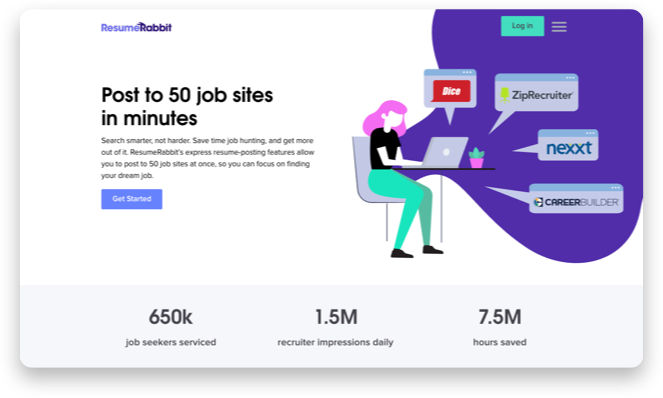 ResumeRabbit
Log in
Post to 50 job sites
in minutes
Search smarter, not harder. Save time job hunting, and get more
out of it. ResumeRabbit's express resume-posting features allow
you to post to 50 job sites at once, so you can focus on finding
your dream job.
Get Started
Dice
ZipRecruiter
nexxt
CAREERBUILDER
650k
1.5M
7.5M
job seekers serviced
recruiter impressions daily
hours saved